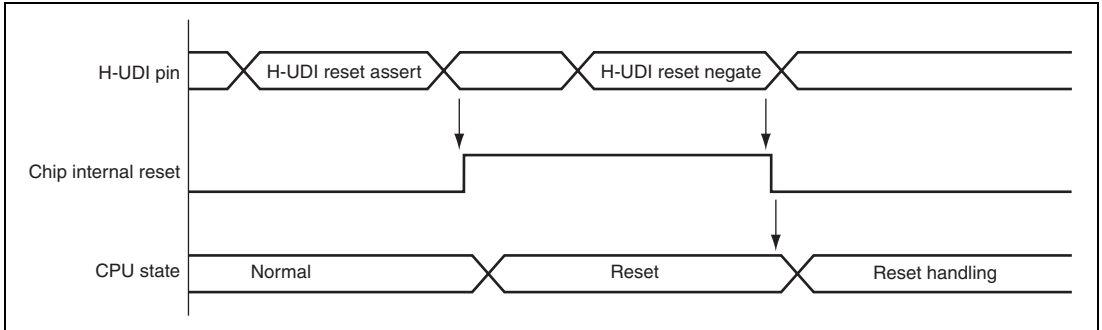 H-UDI pin
H-UDI reset assert
H-UDI reset negate
Chip internal reset
CPU state
Normal
Reset
Reset handling